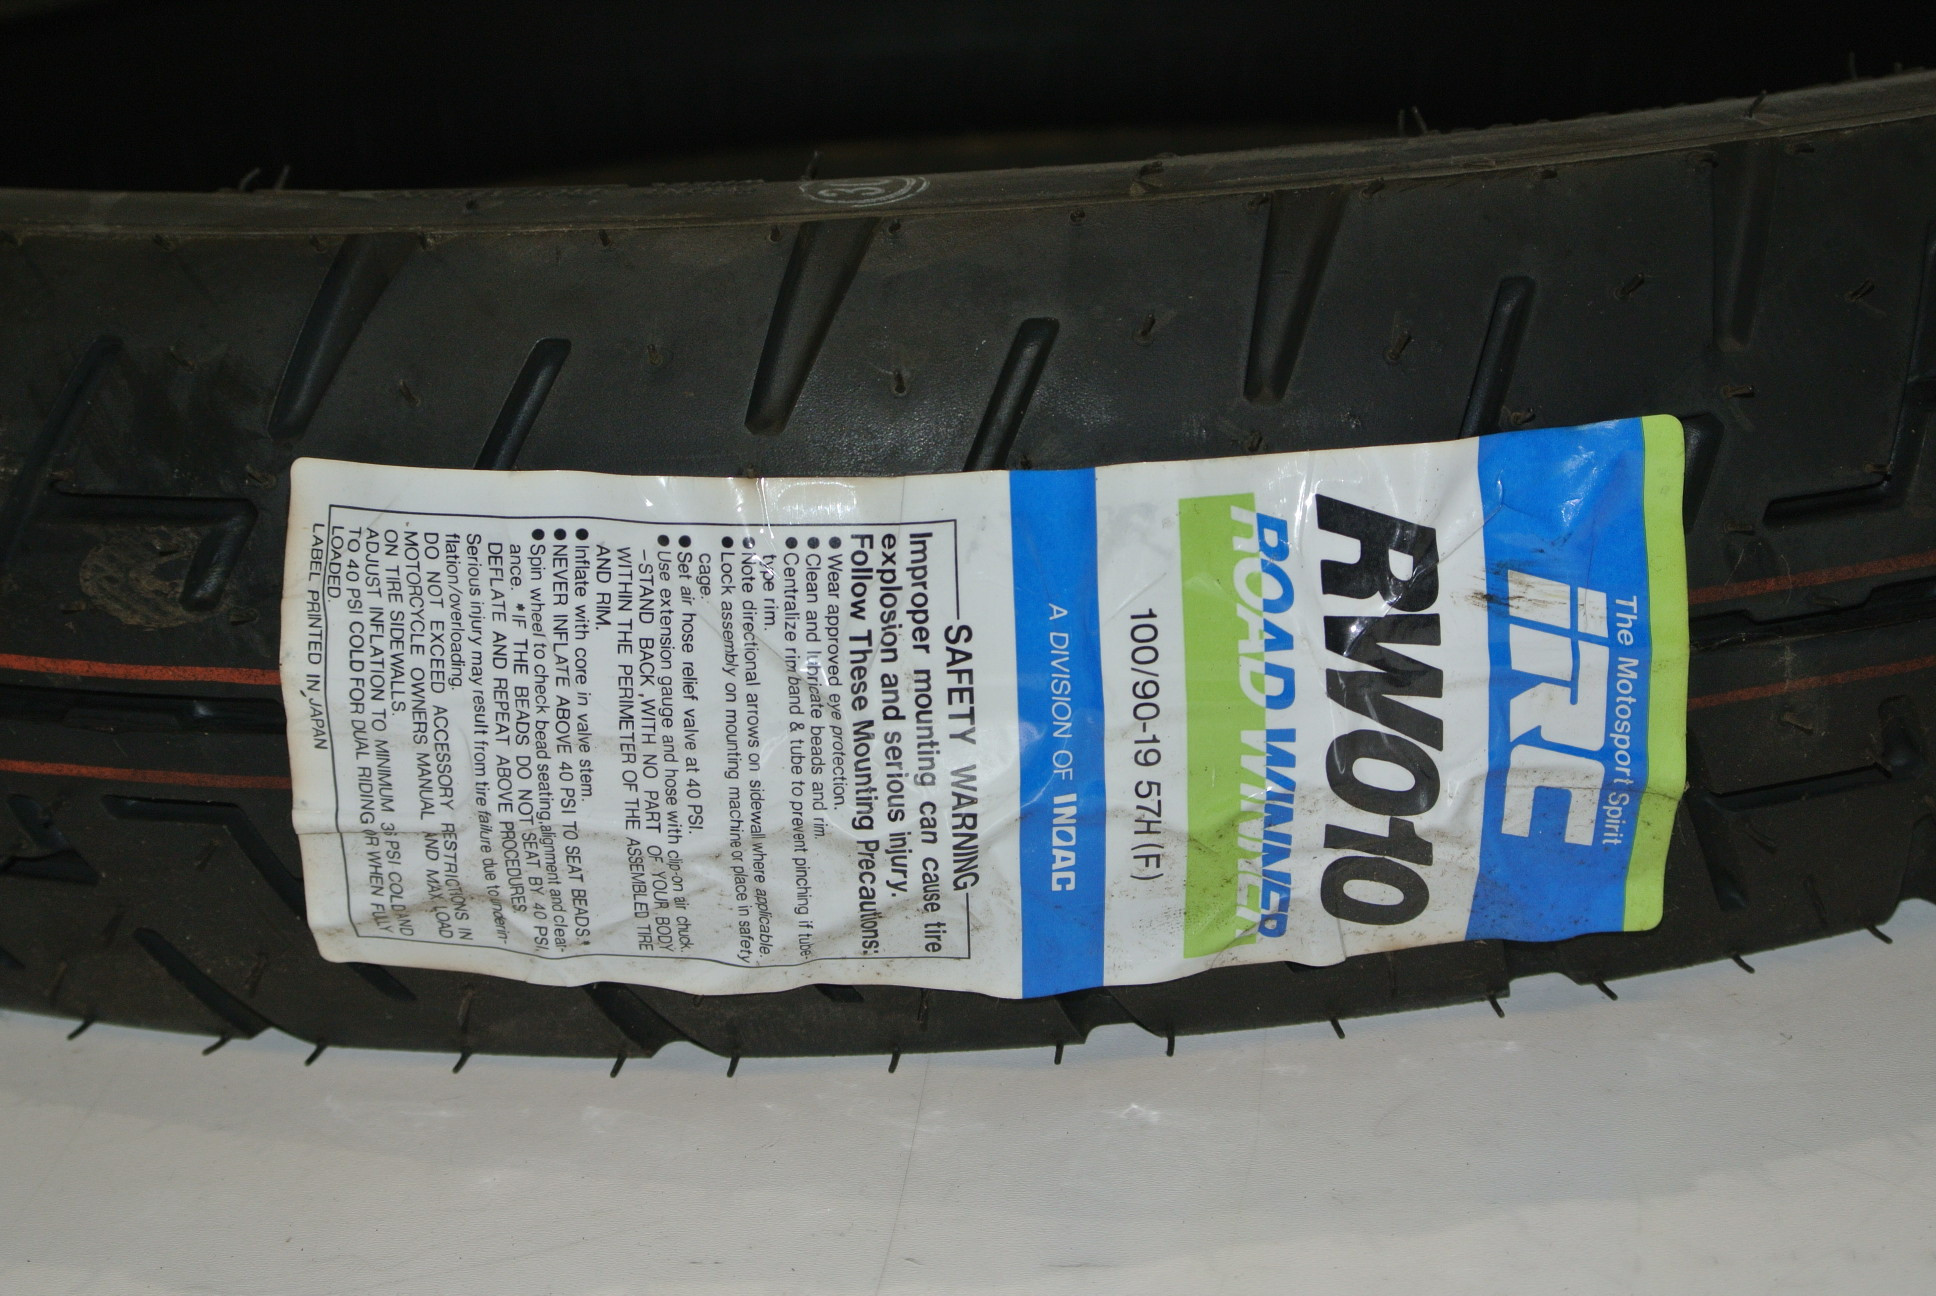 The Motosport Spirit
iRC
RW010
ROAD WINNER
100/90-19 57H (F)
A DIVISION OF INOAC
SAFETY WARNING
Improper mounting can cause tire
explosion and serious injury.
Follow These Mounting Precautions:
● Wear approved eye protection.
● Clean and lubricate beads and rim.
● Centralize rim band & tube to prevent pinching if tube-
type rim.
● Note directional arrows on sidewall where applicable.
● Lock assembly on mounting machine or place in safety
cage.
● Set air hose relief valve at 40 PSI.
● Use extension gauge and hose with clip-on air chuck.
–STAND BACK, WITH NO PART OF YOUR BODY
WITHIN THE PERIMETER OF THE ASSEMBLED TIRE
AND RIM.
● Inflate with core in valve stem.
● NEVER INFLATE ABOVE 40 PSI TO SEAT BEADS.*
● Spin wheel to check bead seating, alignment and clear-
ance. *IF THE BEADS DO NOT SEAT BY 40 PSI,
DEFLATE AND REPEAT ABOVE PROCEDURES
Serious injury may result from tire failure due to underin-
flation/overloading.
DO NOT EXCEED ACCESSORY RESTRICTIONS IN
-MOTORCYCLE OWNERS MANUAL AND MAX. LOAD
ON TIRE SIDEWALLS.
ADJUST INFLATION TO MINIMUM PSI COLD AND
TO 40 PSI COLD FOR DUAL RIDING OR WHEN FULLY
LOADED.
LABEL PRINTED IN JAPAN